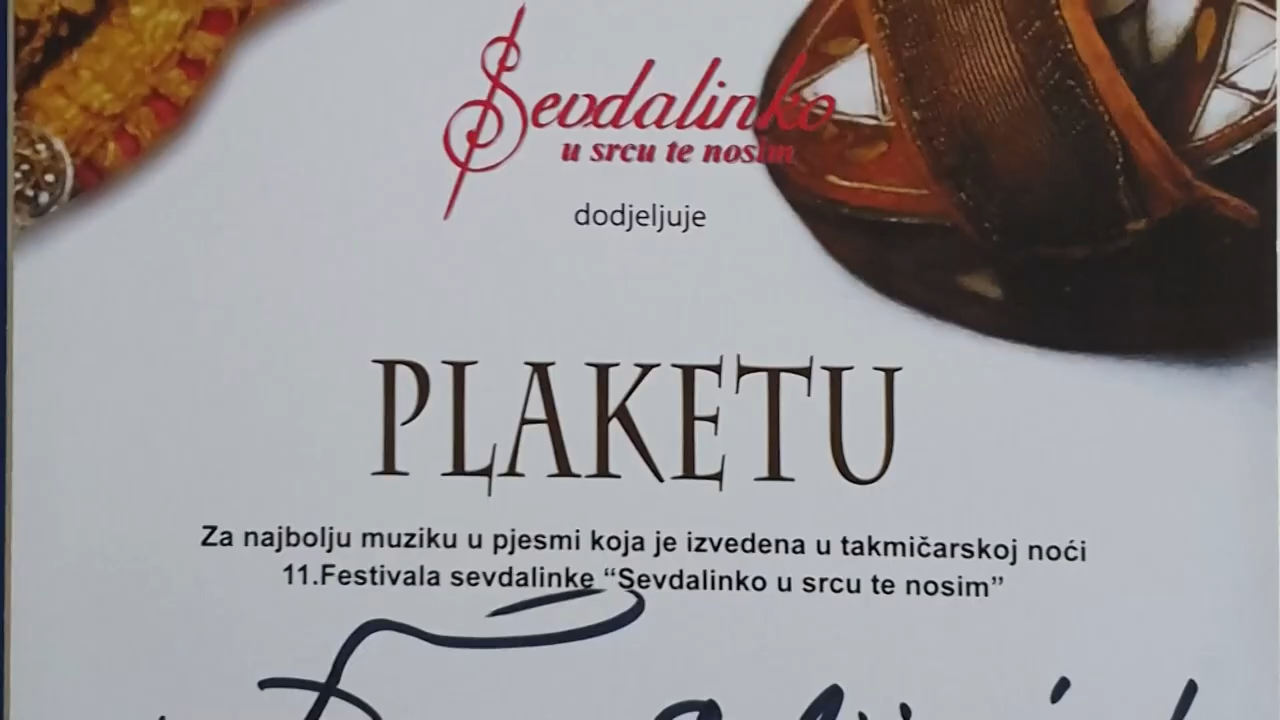 Sevdalinko
u srcu te nosim
dodjeljuje
PLAKETU
Za najbolju muziku u pjesmi koja je izvedena u takmičarskoj noći
11.Festivala sevdalinke “Sevdalinko u srcu te nosim”